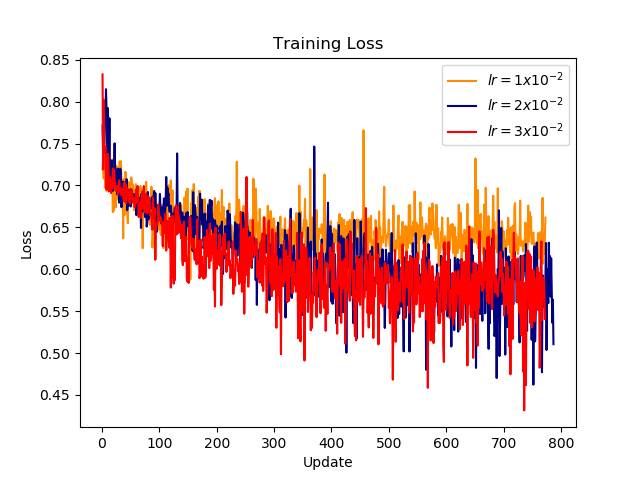 Training Loss
0.85
0.80
0.75
0.70
0.65
0.60
0.55
0.50
0.45
Loss
lr = 1x10⁻²
lr = 2x10⁻²
lr = 3x10⁻²
0 100 200 300 400 500 600 700 800
Update